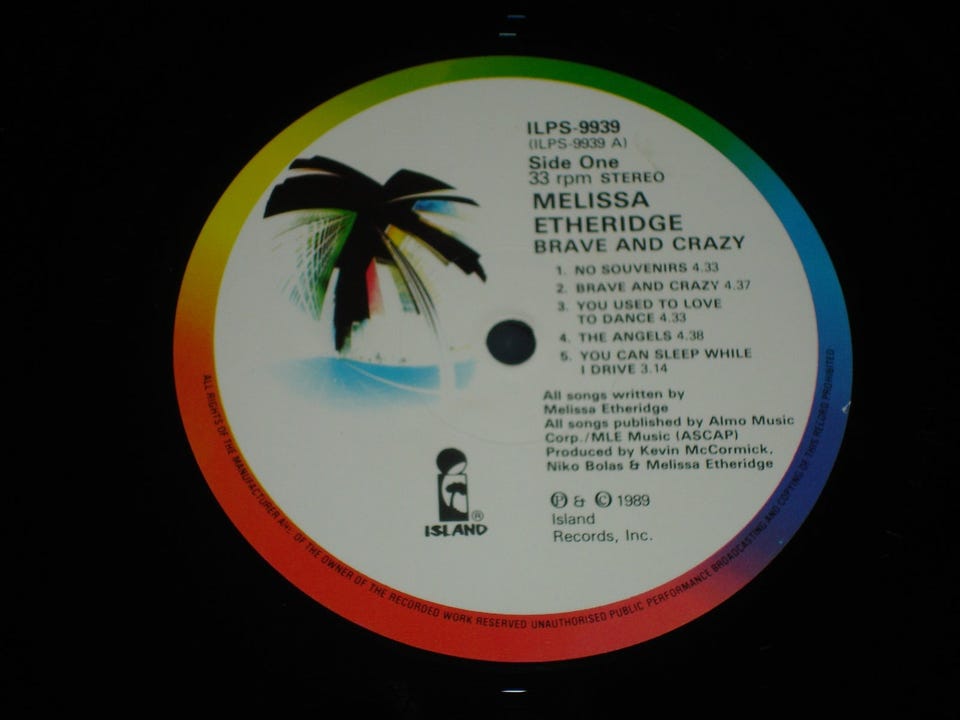 ILPS-9939
(ILPS-9939 A)
Side One
33 rpm STEREO
MELISSA
ETHERIDGE
BRAVE AND CRAZY
1. NO SOUVENIRS 4.33
2. BRAVE AND CRAZY 4.37
3. YOU USED TO LOVE
TO DANCE 4.33
4. THE ANGELS 4.38
5. YOU CAN SLEEP WHILE
I DRIVE 3.14
All songs written by
Melissa Etheridge
All songs published by Almo Music
Corp./MLE Music (ASCAP)
Produced by Kevin McCormick,
Niko Bolas & Melissa Etheridge
℗ & © 1989
Island
Records, Inc.
ISLAND ®
ALL RIGHTS OF THE MANUFACTURER AND OF THE OWNER OF THE RECORDED WORK RESERVED UNAUTHORISED PUBLIC PERFORMANCE BROADCASTING AND COPYING OF THIS RECORD PROHIBITED